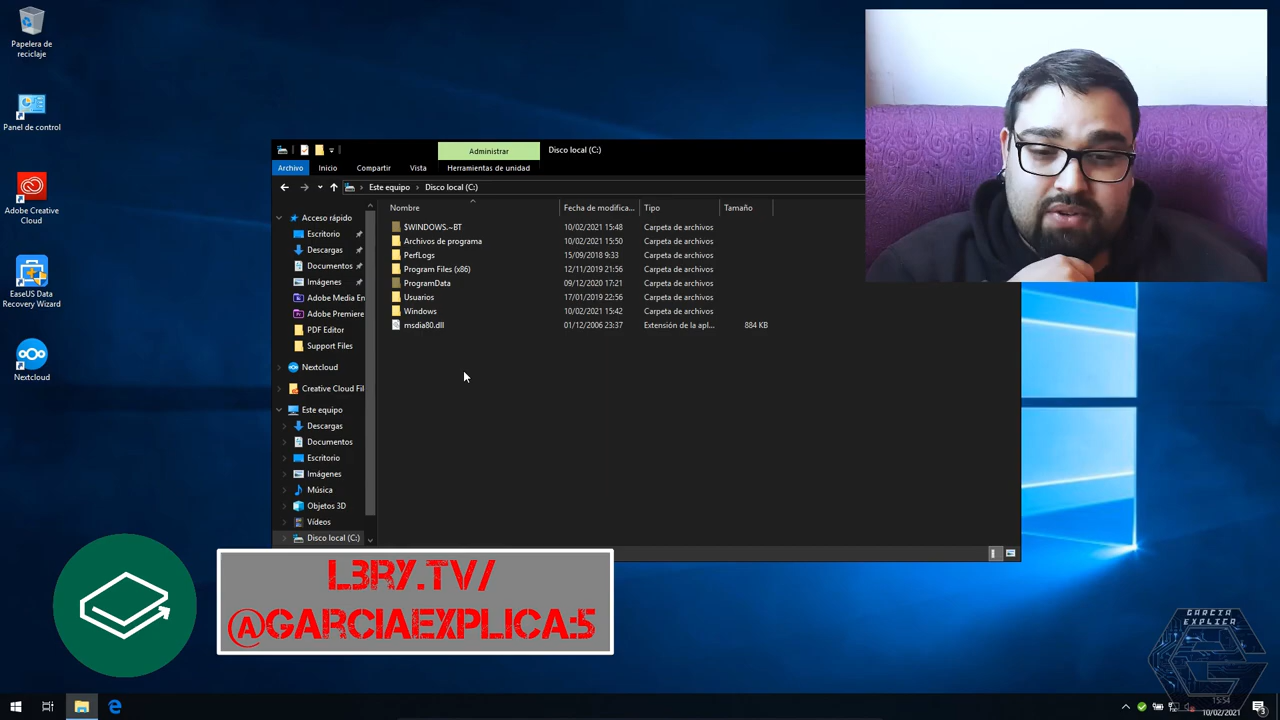 Papelera de
reciclaje
Panel de control
Adobe Creative
Cloud
EaseUS Data
Recovery Wizard
Nextcloud
Administrar
Disco local (C:)
Archivo
Inicio
Compartir
Vista
Herramientas de unidad
Este equipo
Disco local (C:)
Acceso rápido
Escritorio
Descargas
Documentos
Imágenes
Adobe Media En
Adobe Premiere
PDF Editor
Support Files
Nextcloud
Creative Cloud Fil
Este equipo
Descargas
Documentos
Escritorio
Imágenes
Música
Objetos 3D
Vídeos
Disco local (C:)
Nombre Fecha de modifica... Tipo Tamaño
$WINDOWS.~BT 10/02/2021 15:48 Carpeta de archivos
Archivos de programa 10/02/2021 15:50 Carpeta de archivos
PerfLogs 15/09/2018 9:33 Carpeta de archivos
Program Files (x86) 12/11/2019 21:56 Carpeta de archivos
ProgramData 09/12/2020 17:21 Carpeta de archivos
Usuarios 17/01/2019 22:56 Carpeta de archivos
Windows 10/02/2021 15:42 Carpeta de archivos
msdia80.dll 01/12/2006 23:37 Extensión de la apl... 884 KB
L3RY.TV/
@GARCIAEXPLICA:5
GARCIA
EXPLICA
15:54
10/02/2021
3